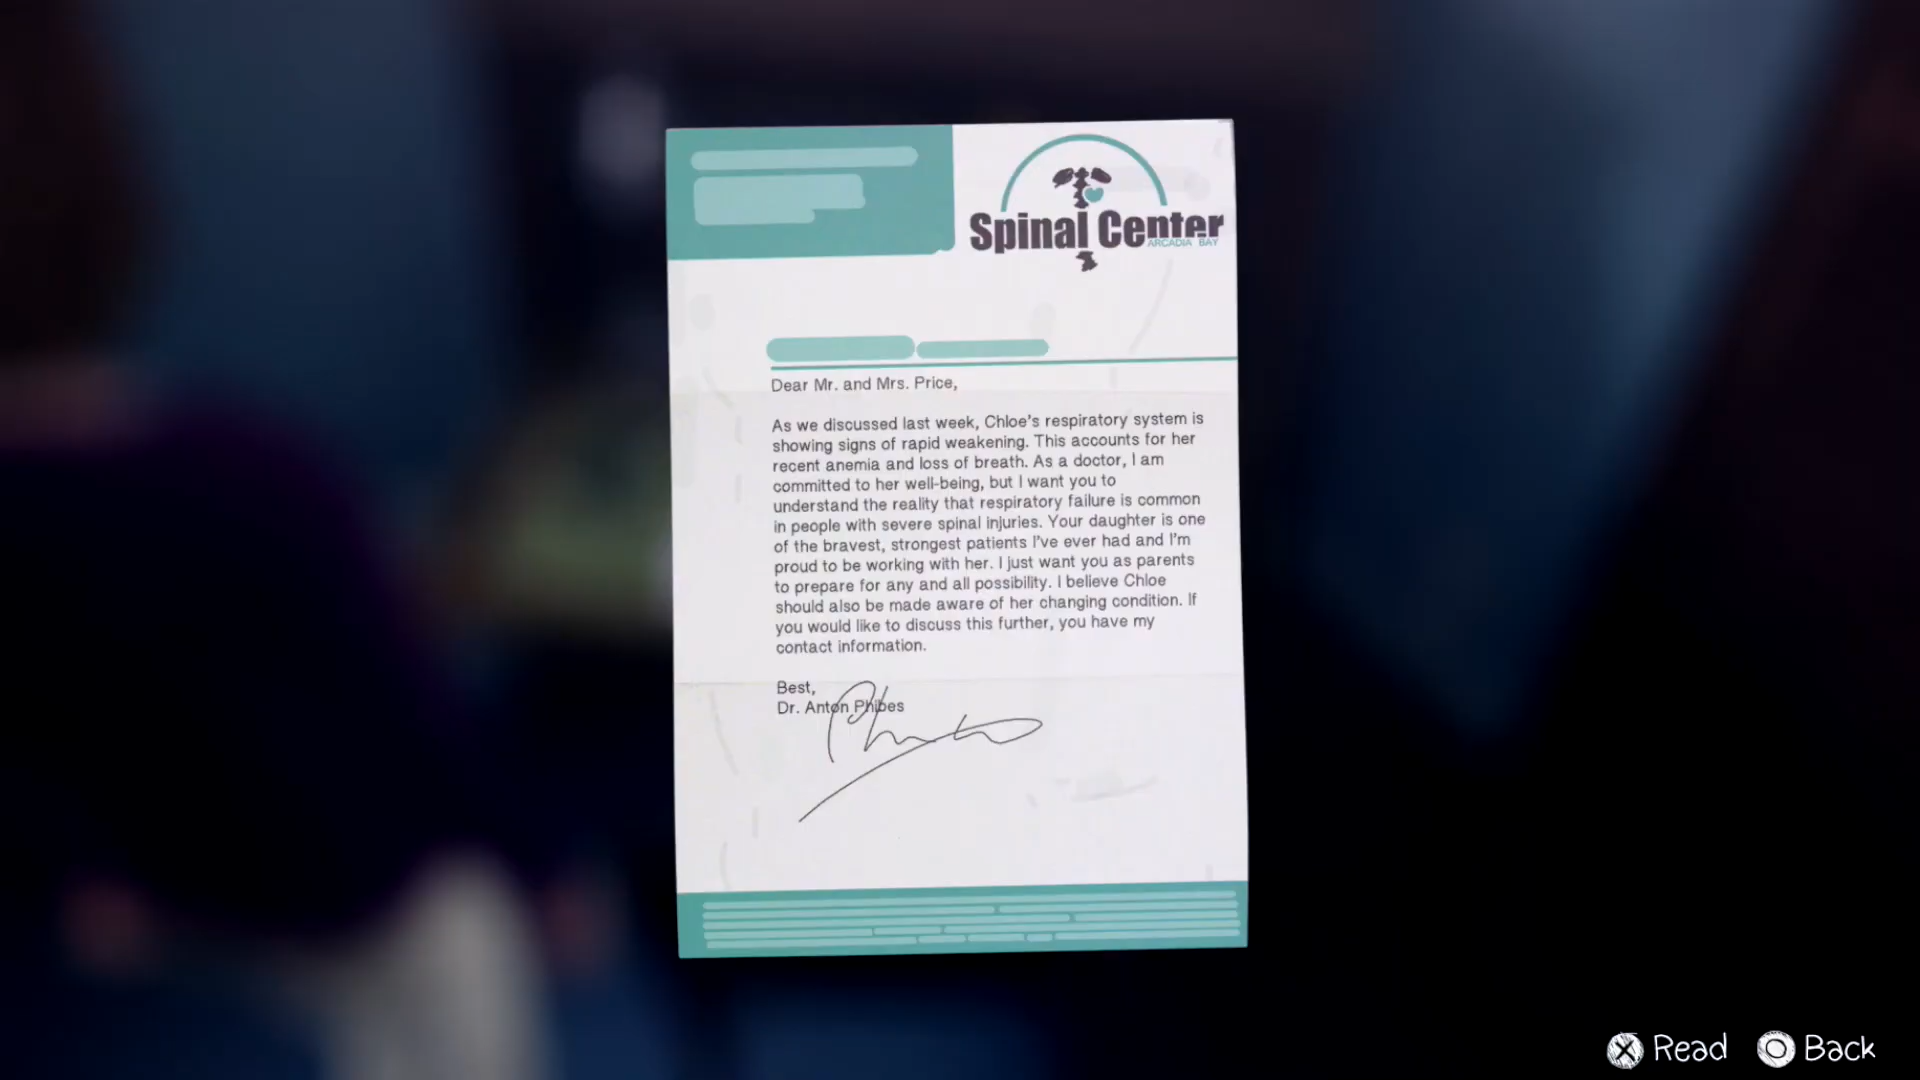 Spinal Center
ARCADIA BAY
Dear Mr. and Mrs. Price,
As we discussed last week, Chloe's respiratory system is
showing signs of rapid weakening. This accounts for her
recent anemia and loss of breath. As a doctor, I am
committed to her well-being, but I want you to
understand the reality that respiratory failure is common
in people with severe spinal injuries. Your daughter is one
of the bravest, strongest patients I've ever had and I'm
proud to be working with her. I just want you as parents
to prepare for any and all possibility. I believe Chloe
should also be made aware of her changing condition. If
you would like to discuss this further, you have my
contact information.
Best,
Dr. Anton Phibes
Read
Back